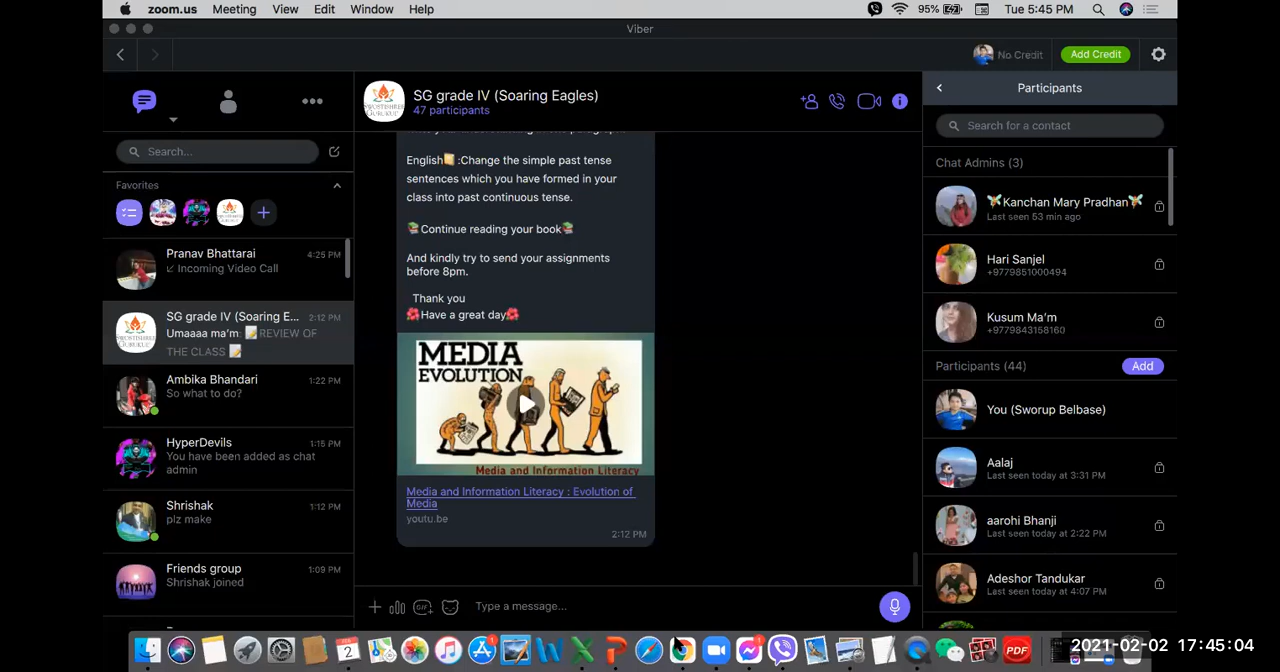 zoom.us Meeting View Edit Window Help
95% Tue 5:45 PM
Viber
No Credit Add Credit
SG grade IV (Soaring Eagles)
47 participants
Participants
Search...
Search for a contact
Favorites
Pranav Bhattarai 4:25 PM
Incoming Video Call
SG grade IV (Soaring E... 2:12 PM
Umaaaa ma'm: 📝REVIEW OF
THE CLASS 📝
Ambika Bhandari 1:22 PM
So what to do?
HyperDevils 1:15 PM
You have been added as chat
admin
Shrishak 1:12 PM
plz make
Friends group 1:09 PM
Shrishak joined
English :Change the simple past tense
sentences which you have formed in your
class into past continuous tense.
📚Continue reading your book📚
And kindly try to send your assignments
before 8pm.
Thank you
🌺Have a great day🌺
MEDIA
EVOLUTION
Media and Information Literacy
Media and Information Literacy : Evolution of
Media
youtu.be
2:12 PM
GIF
Type a message...
Chat Admins (3)
Kanchan Mary Pradhan
Last seen 53 min ago
Hari Sanjel
+9779851000494
Kusum Ma'm
+9779843158160
Participants (44) Add
You (Sworup Belbase)
Aalaj
Last seen today at 3:31 PM
aarohi Bhanji
Last seen today at 2:22 PM
Adeshor Tandukar
Last seen today at 4:07 PM
2021-02-02 17:45:04